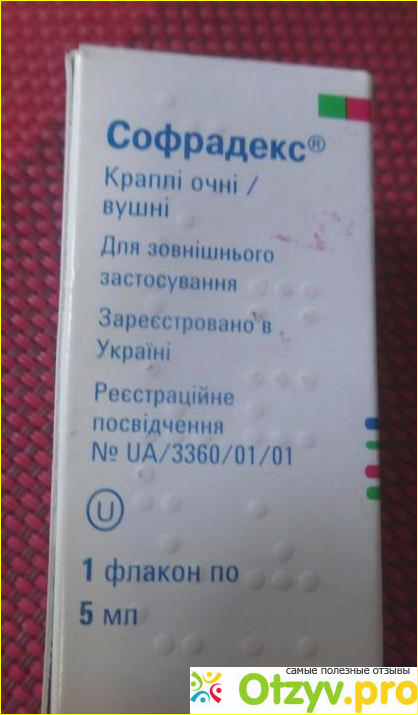 Софрадекс®
Краплі очні /
вушні
Для зовнішнього
застосування
Зареєстровано в
Україні
Реєстраційне
посвідчення
№ UA/3360/01/01
U
1 флакон по
5 мл
самые полезные отзывы
Otzyv.pro